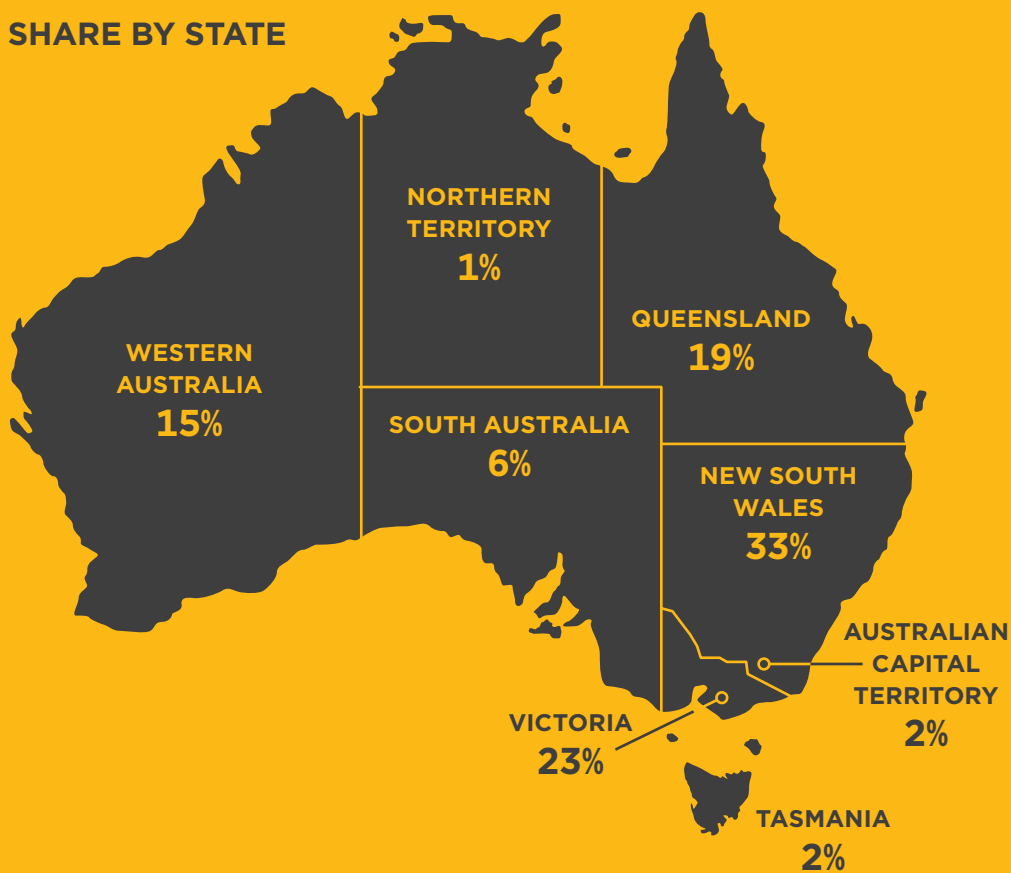 SHARE BY STATE
NORTHERN
TERRITORY
1%
QUEENSLAND
19%
WESTERN
AUSTRALIA
15%
SOUTH AUSTRALIA
6%
NEW SOUTH
WALES
33%
AUSTRALIAN
CAPITAL
TERRITORY
2%
VICTORIA
23%
TASMANIA
2%